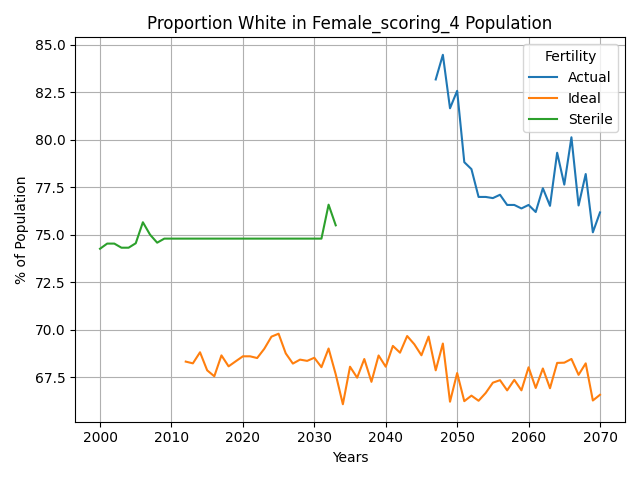 Proportion White in Female_scoring_4 Population
Fertility
Actual
Ideal
Sterile
% of Population
85.0
82.5
80.0
77.5
75.0
72.5
70.0
67.5
2000 2010 2020 2030 2040 2050 2060 2070
Years